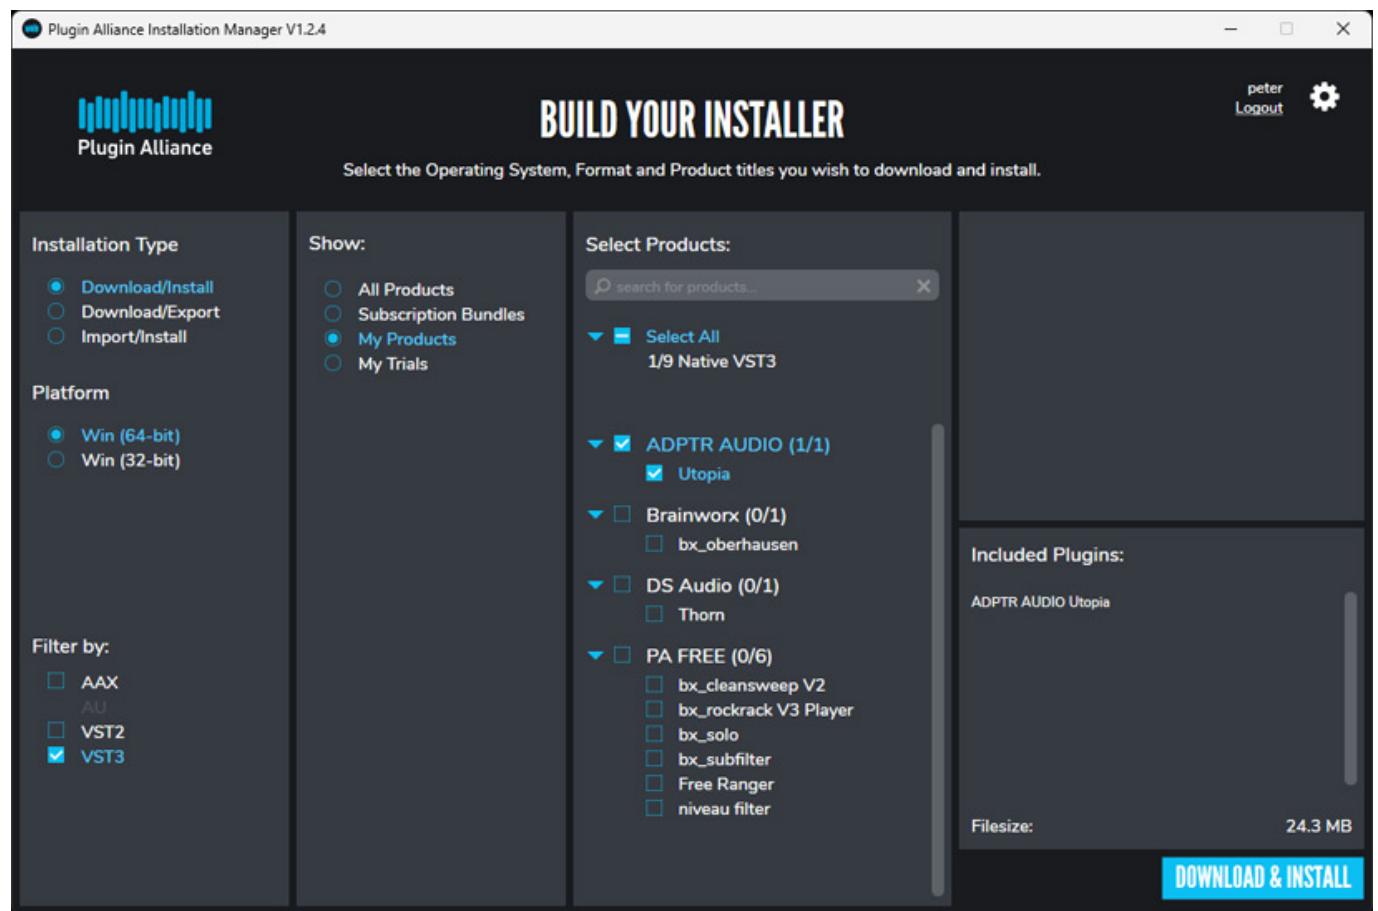 Plugin Alliance Installation Manager V1.2.4
Plugin Alliance
BUILD YOUR INSTALLER
Select the Operating System, Format and Product titles you wish to download and install.
peter
Logout
Installation Type
Download/Install
Download/Export
Import/Install
Platform
Win (64-bit)
Win (32-bit)
Filter by:
AAX
AU
VST2
VST3
Show:
All Products
Subscription Bundles
My Products
My Trials
Select Products:
search for products...
Select All
1/9 Native VST3
ADPTR AUDIO (1/1)
Utopia
Brainworx (0/1)
bx_oberhausen
DS Audio (0/1)
Thorn
PA FREE (0/6)
bx_cleansweep V2
bx_rockrack V3 Player
bx_solo
bx_subfilter
Free Ranger
niveau filter
Included Plugins:
ADPTR AUDIO Utopia
Filesize: 24.3 MB
DOWNLOAD & INSTALL